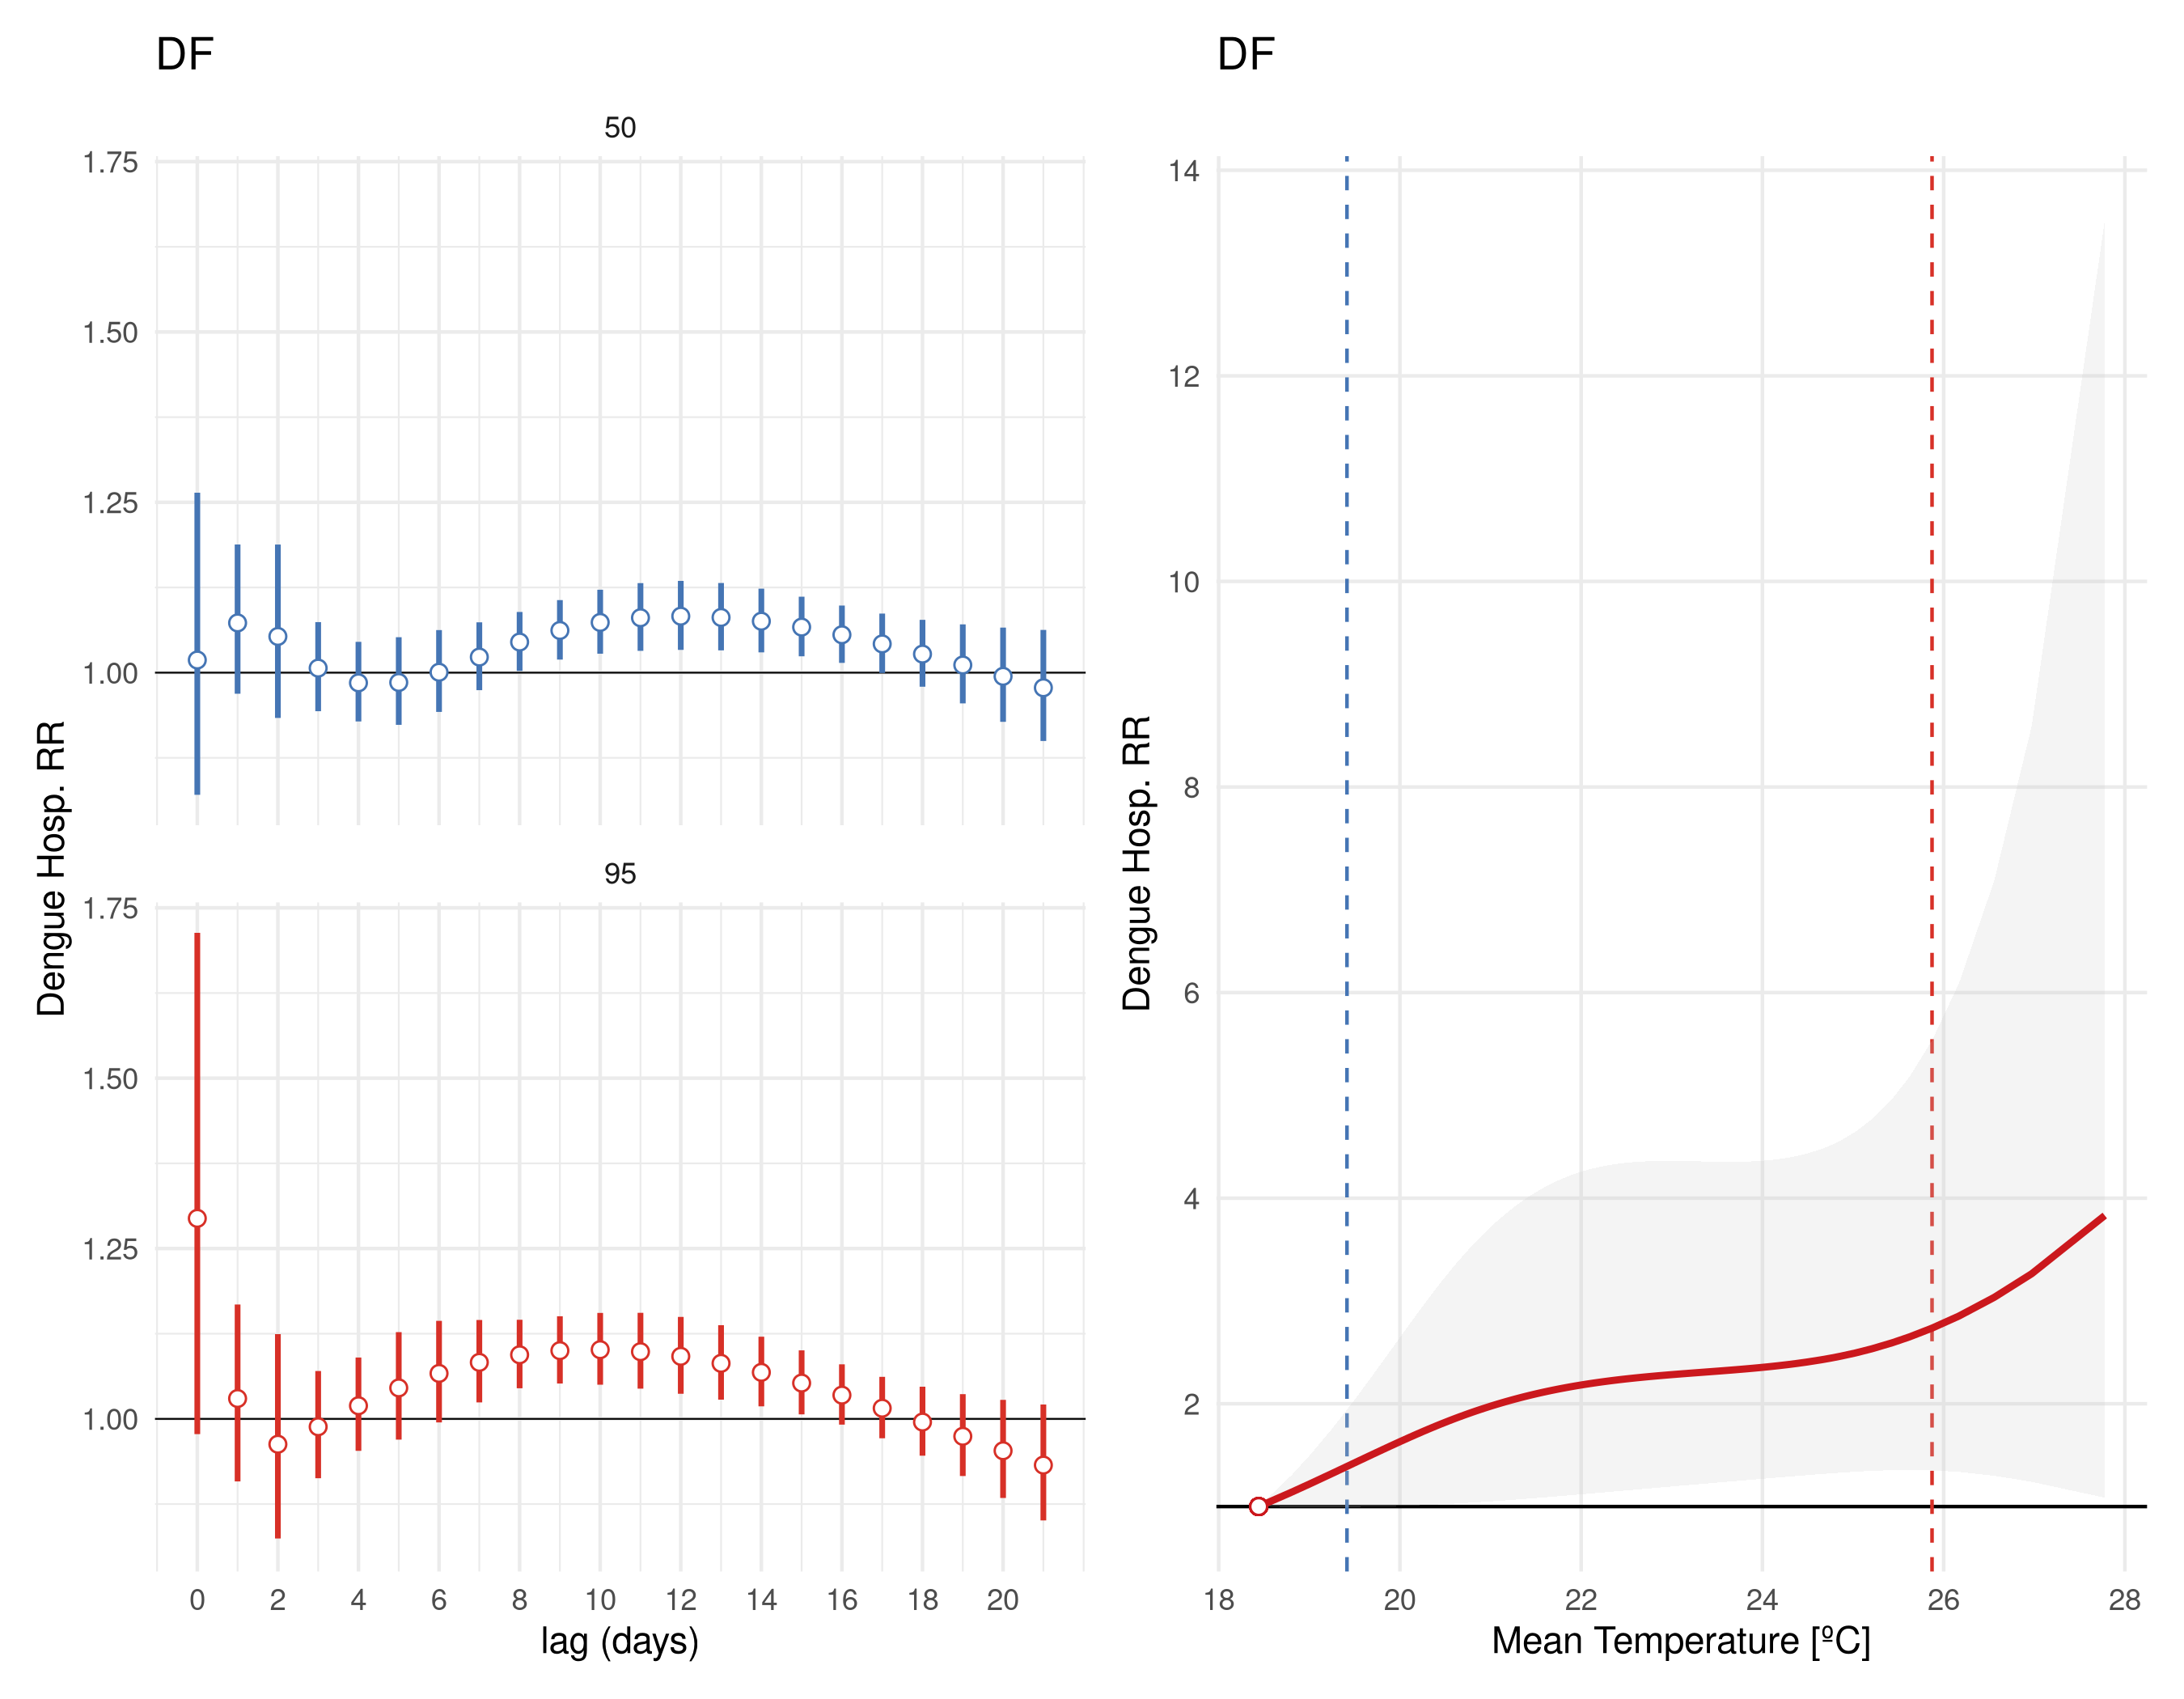 DF
50
1.75
1.50
1.25
1.00
95
1.75
1.50
1.25
1.00
Dengue Hosp. RR
0 2 4 6 8 10 12 14 16 18 20
lag (days)
DF
14
12
10
8
6
4
2
Dengue Hosp. RR
18 20 22 24 26 28
Mean Temperature [ºC]